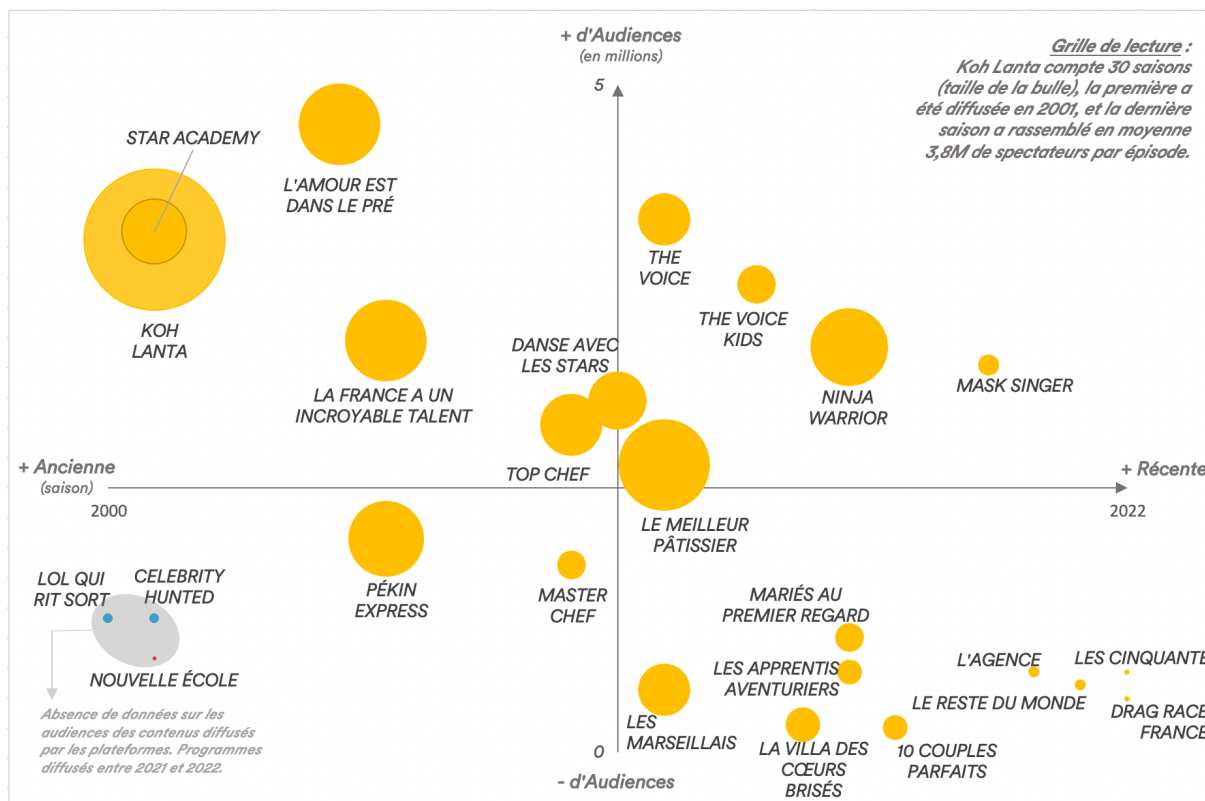 + d'Audiences
(en millions)
5
Grille de lecture :
Koh Lanta compte 30 saisons
(taille de la bulle), la première a
été diffusée en 2001, et la dernière
saison a rassemblé en moyenne
3,8M de spectateurs par épisode.
STAR ACADEMY
L'AMOUR EST
DANS LE PRÉ
KOH
LANTA
THE
VOICE
THE VOICE
KIDS
DANSE AVEC
LES STARS
LA FRANCE A UN
INCROYABLE TALENT
NINJA
WARRIOR
MASK SINGER
TOP CHEF
+ Ancienne
(saison)
2000
+ Récente
2022
LE MEILLEUR
PÂTISSIER
PÉKIN
EXPRESS
MASTER
CHEF
LOL QUI
RIT SORT
CELEBRITY
HUNTED
NOUVELLE ÉCOLE
Absence de données sur les
audiences des contenus diffusés
par les plateformes. Programmes
diffusés entre 2021 et 2022.
MARIÉS AU
PREMIER REGARD
LES APPRENTIS
AVENTURIERS
L'AGENCE
LES CINQUANTE
LE RESTE DU MONDE
DRAG RACE
FRANCE
LES
MARSEILLAIS
LA VILLA DES
CŒURS
BRISÉS
10 COUPLES
PARFAITS
0
- d'Audiences